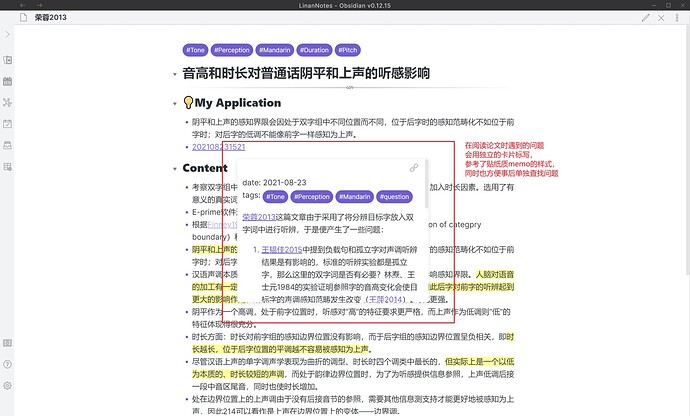 LinanNotes - Obsidian v0.12.15
荣蓉2013
#Tone #Perception #Mandarin #Duration #Pitch
音高和时长对普通话阴平和上声的听感影响
My Application
阴平和上声的感知界限会因处于双字组中不同位置而不同，位于后字时的感知范畴化不如位于前
字时；对后字的低调不能像前字一样感知为上声。
202108231521
在阅读论文时遇到的问题
会用独立的卡片标写，
参考了贴纸质memo的样式，
同时也方便事后单独查找问题
Content
考察双字组中
加入时长因素。选用了有
意义的真实词
E-prime软件
根据Finney19
on of categpry
boundary）
阴平和上声的
感知范畴化不如位于前
字时；对后字
汉语声调本质
响感知界限。人脑对语音
的加工有一定
此后字对前字的听辨起到
更大的影响作
更强。
date: 2021-08-23
tags: #Tone #Perception #Mandarin #question
荣蓉2013这篇文章由于采用了将分辨目标字放入双
字词中进行听辨，于是便产生了一些问题：
1. 王韫佳2015中提到负载句和孤立字对声调听辨
结果是有影响的，标准的听辨实验都是孤立
字，那么这里的双字词是否有必要？林焘、王
士元1984的实验证明参照字的音高变化会使目
标字的声调感知范畴发生改变（王萍2014）。
阴平作为一个高调，处于前字位置时，听感对“高”的特征要求更严格，而上声作为低调则“低”的
特征体现得很充分。
时长方面：时长对前字组的感知边界位置没有影响，而于后字组的感知边界位置呈负相关，即时
长越长，位于后字位置的平调越不容易被感知为上声。
尽管汉语上声的单字调声学表现为曲折的调型，时长时四个调类中最长的，但实际上是一个以低
为本质的、时长较短的声调，而处于韵律边界位置时，为了为听感提供信息参照，上声低调后接
一段中音区尾音，同时也使时长增加。
处在边界位置上的上声调由于没有后接音节的参照，需要其他信息测支持才能更好地被感知为上
声，因此214可以看作是上声在边界位置上的变体——边界调。